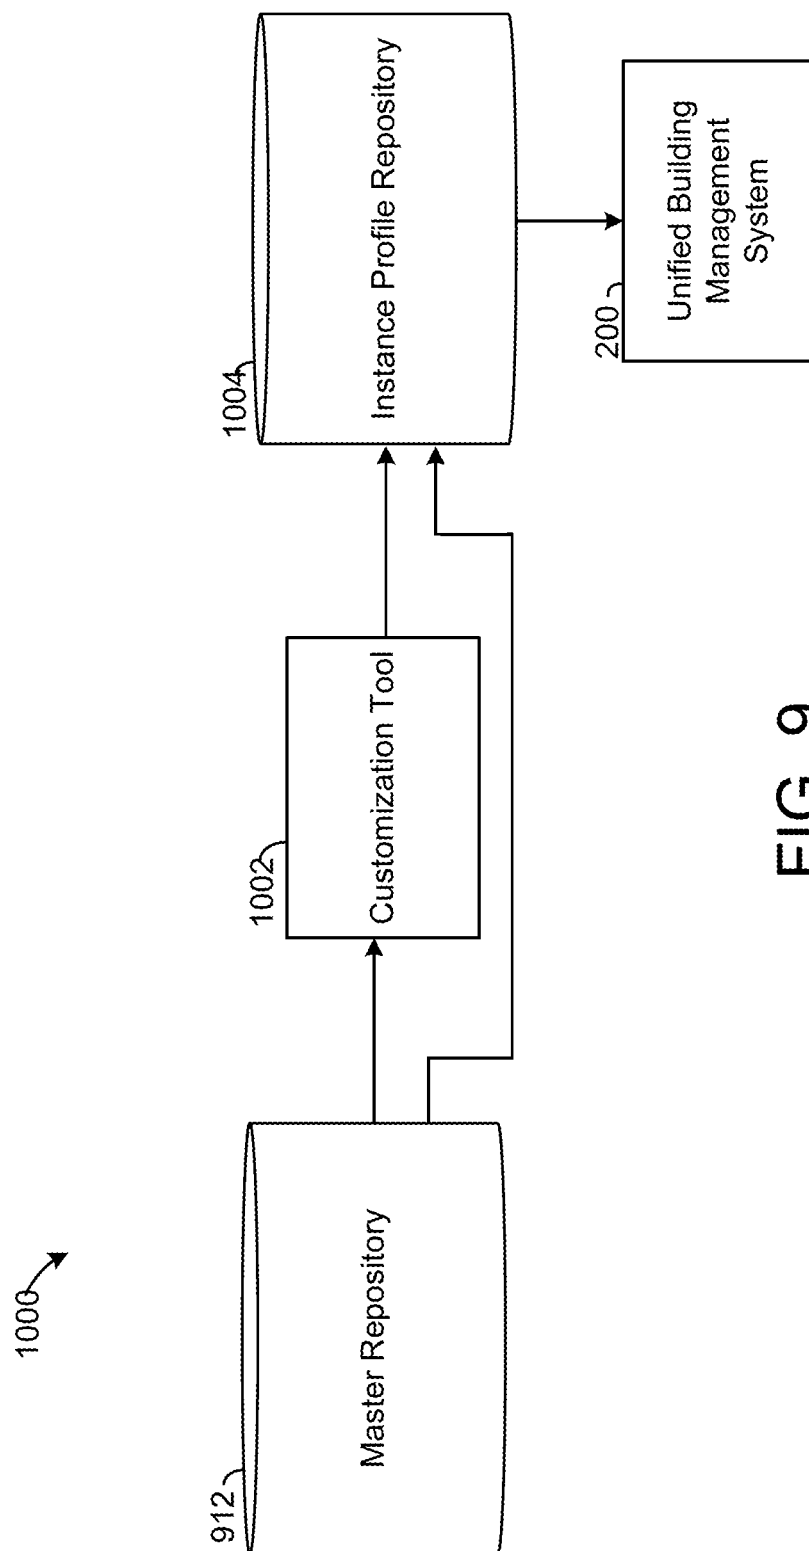 1000
912
Master Repository
1002
Customization Tool
1004
Instance Profile Repository
200
Unified Building
Management
System
FIG. 9